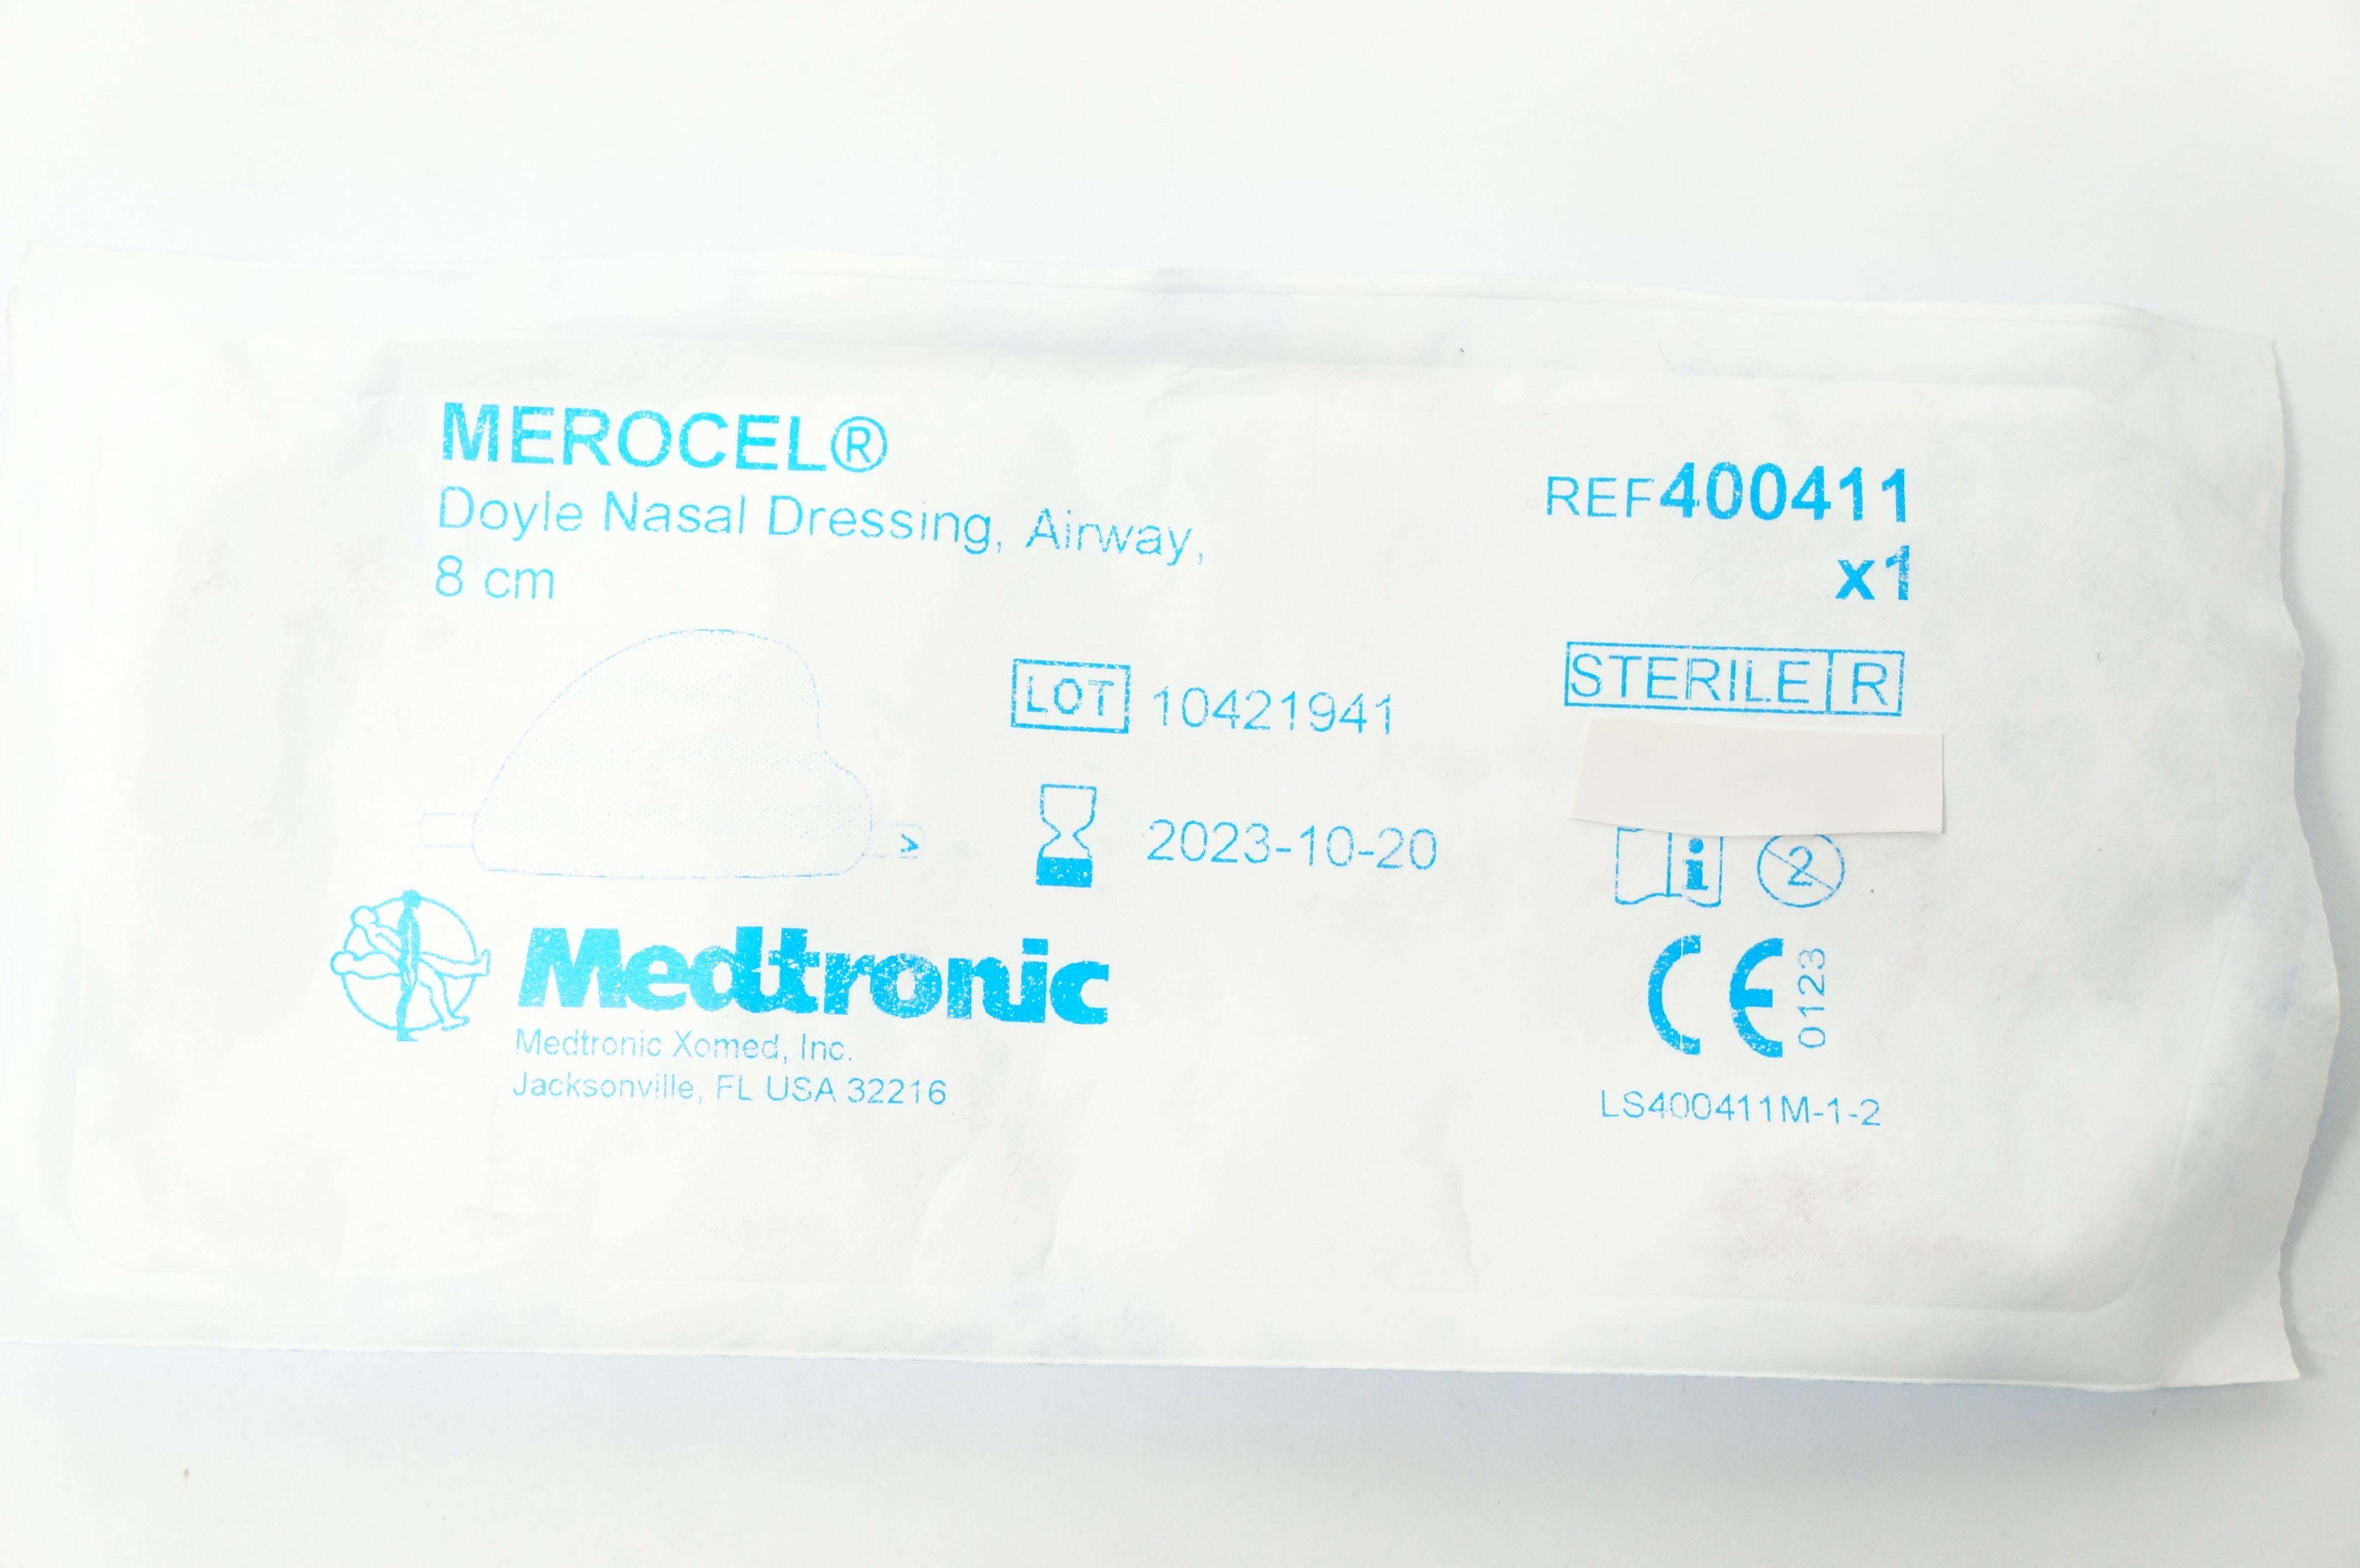 MEROCEL®
Doyle Nasal Dressing, Airway,
8 cm
REF400411
x1
LOT 10421941
STERILE R
2023-10-20
i 2
>
Medtronic
Medtronic Xomed, Inc.
Jacksonville, FL USA 32216
CE 0123
LS400411M-1-2